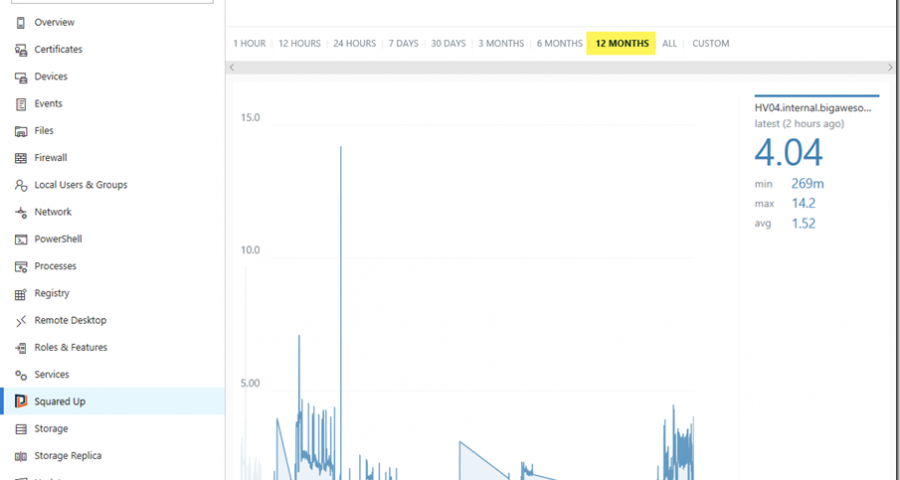 Overview
Certificates
Devices
Events
Files
Firewall
Local Users & Groups
Network
PowerShell
Processes
Registry
Remote Desktop
Roles & Features
Services
Squared Up
Storage
Storage Replica
1 HOUR 12 HOURS 24 HOURS 7 DAYS 30 DAYS 3 MONTHS 6 MONTHS 12 MONTHS ALL CUSTOM
15.0
10.0
5.00
HV04.internal.bigaweso...
latest (2 hours ago)
4.04
min 269m
max 14.2
avg 1.52